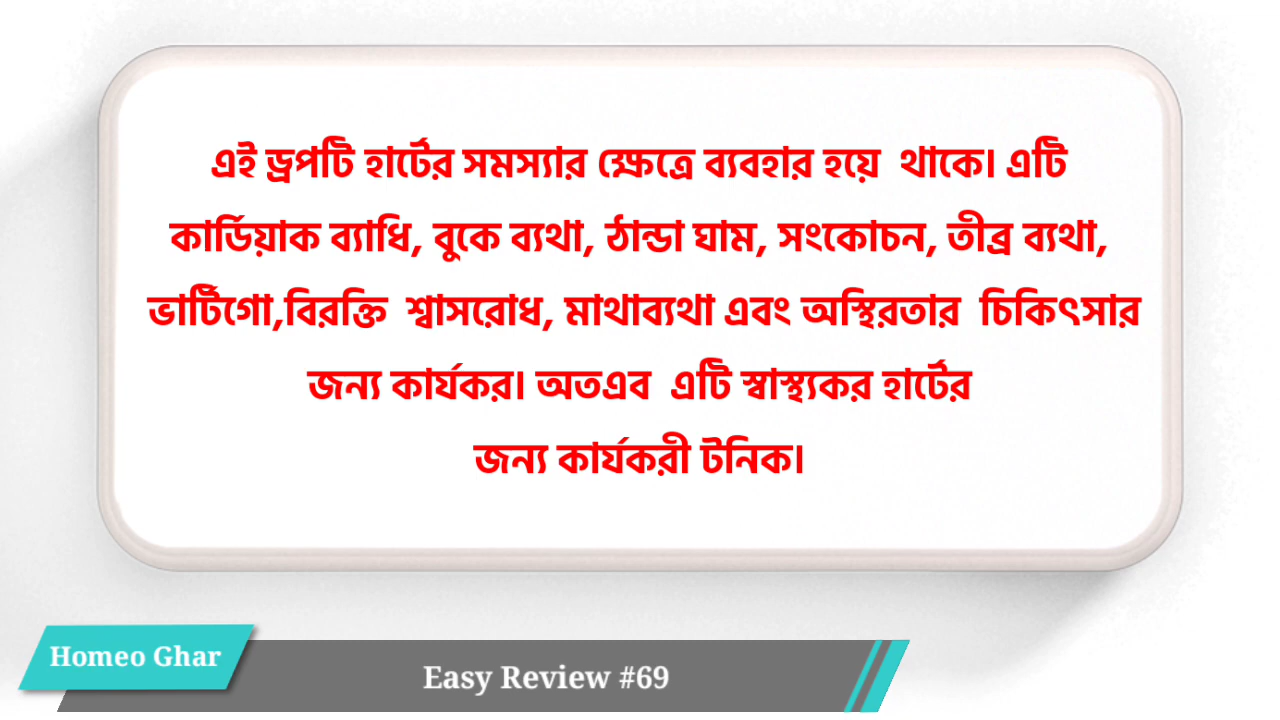 এই ড্রপটি হার্টের সমস্যার ক্ষেত্রে ব্যবহার হয়ে থাকে। এটি
কার্ডিয়াক ব্যাধি, বুকে ব্যথা, ঠান্ডা ঘাম, সংকোচন, তীব্র ব্যথা,
ভার্টিগো,বিরক্তি শ্বাসরোধ, মাথাব্যথা এবং অস্থিরতার চিকিৎসার
জন্য কার্যকর। অতএব এটি স্বাস্থ্যকর হার্টের
জন্য কার্যকরী টনিক।
Homeo Ghar
Easy Review #69